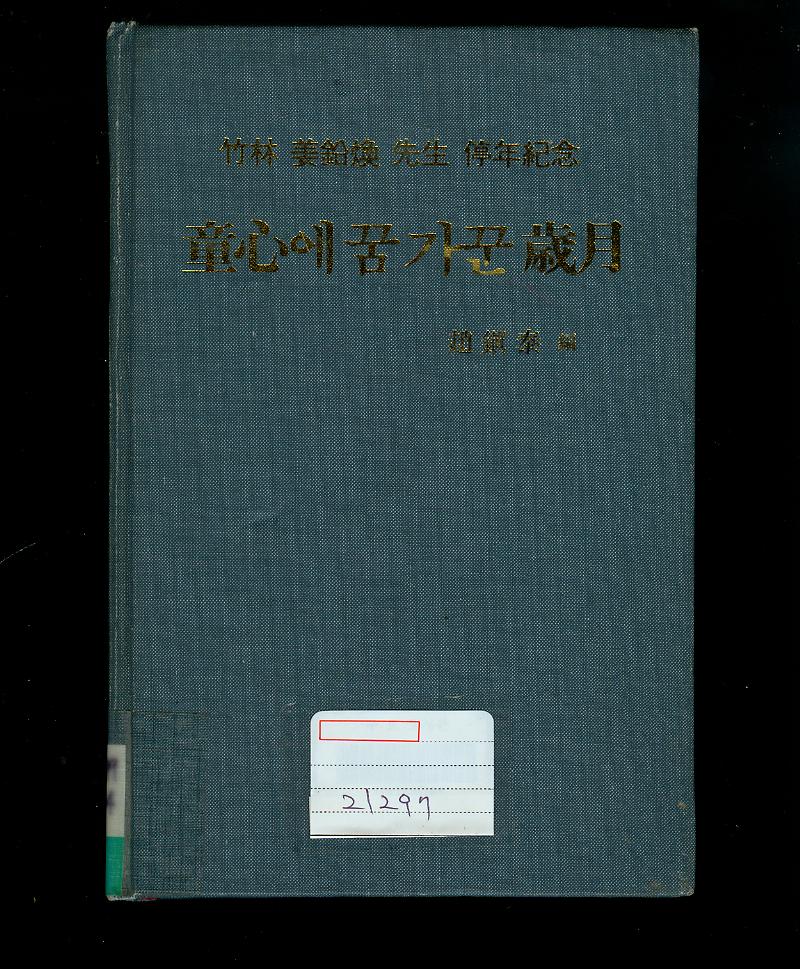 竹林 姜鉛煥 先生 停年紀念
童心에 꿈 가꾼 歲月
趙鎭泰 編
21297